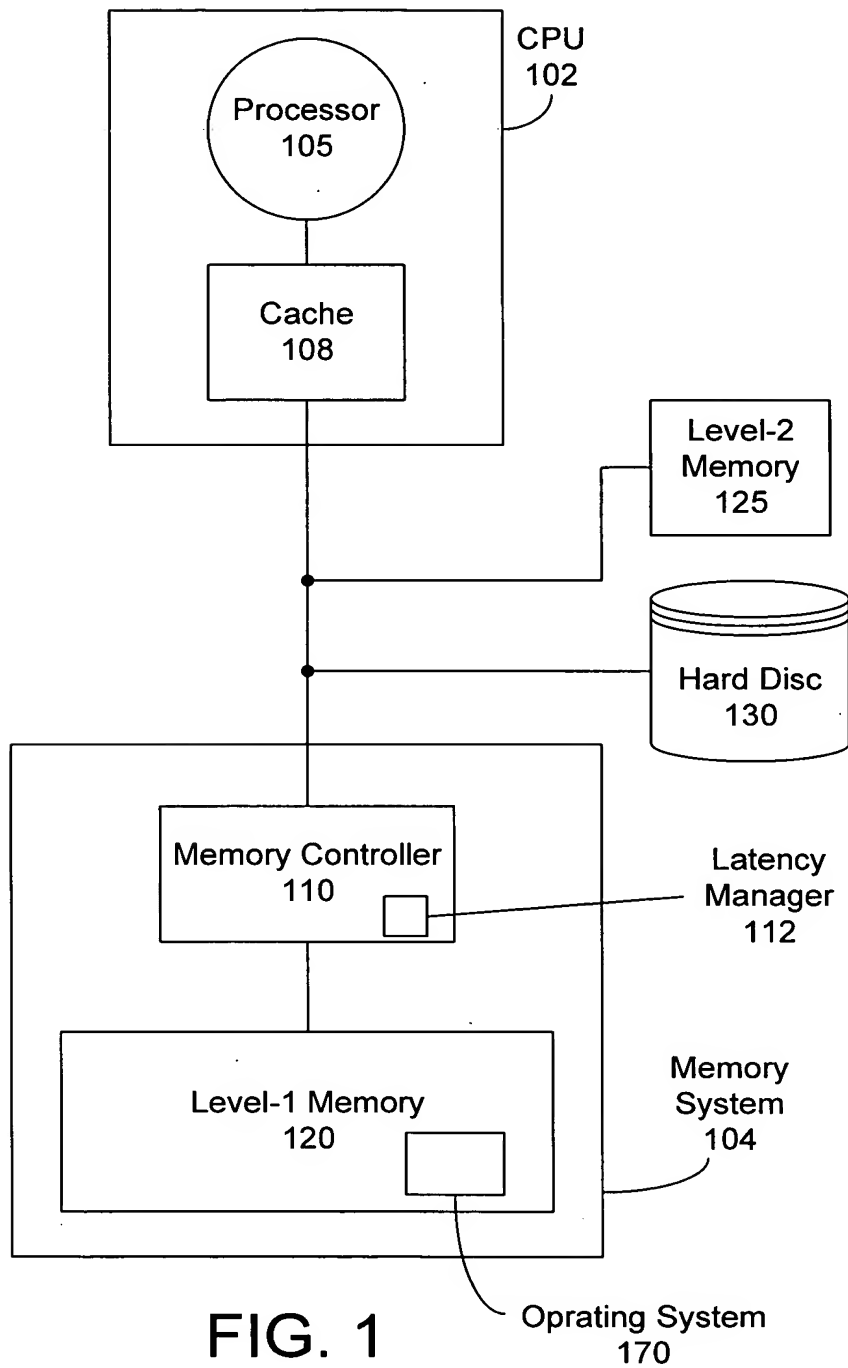 CPU
102
Processor
105
Cache
108
Level-2
Memory
125
Hard Disc
130
Memory Controller
110
Latency
Manager
112
Level-1 Memory
120
Memory
System
104
Oprating System
170
FIG. 1